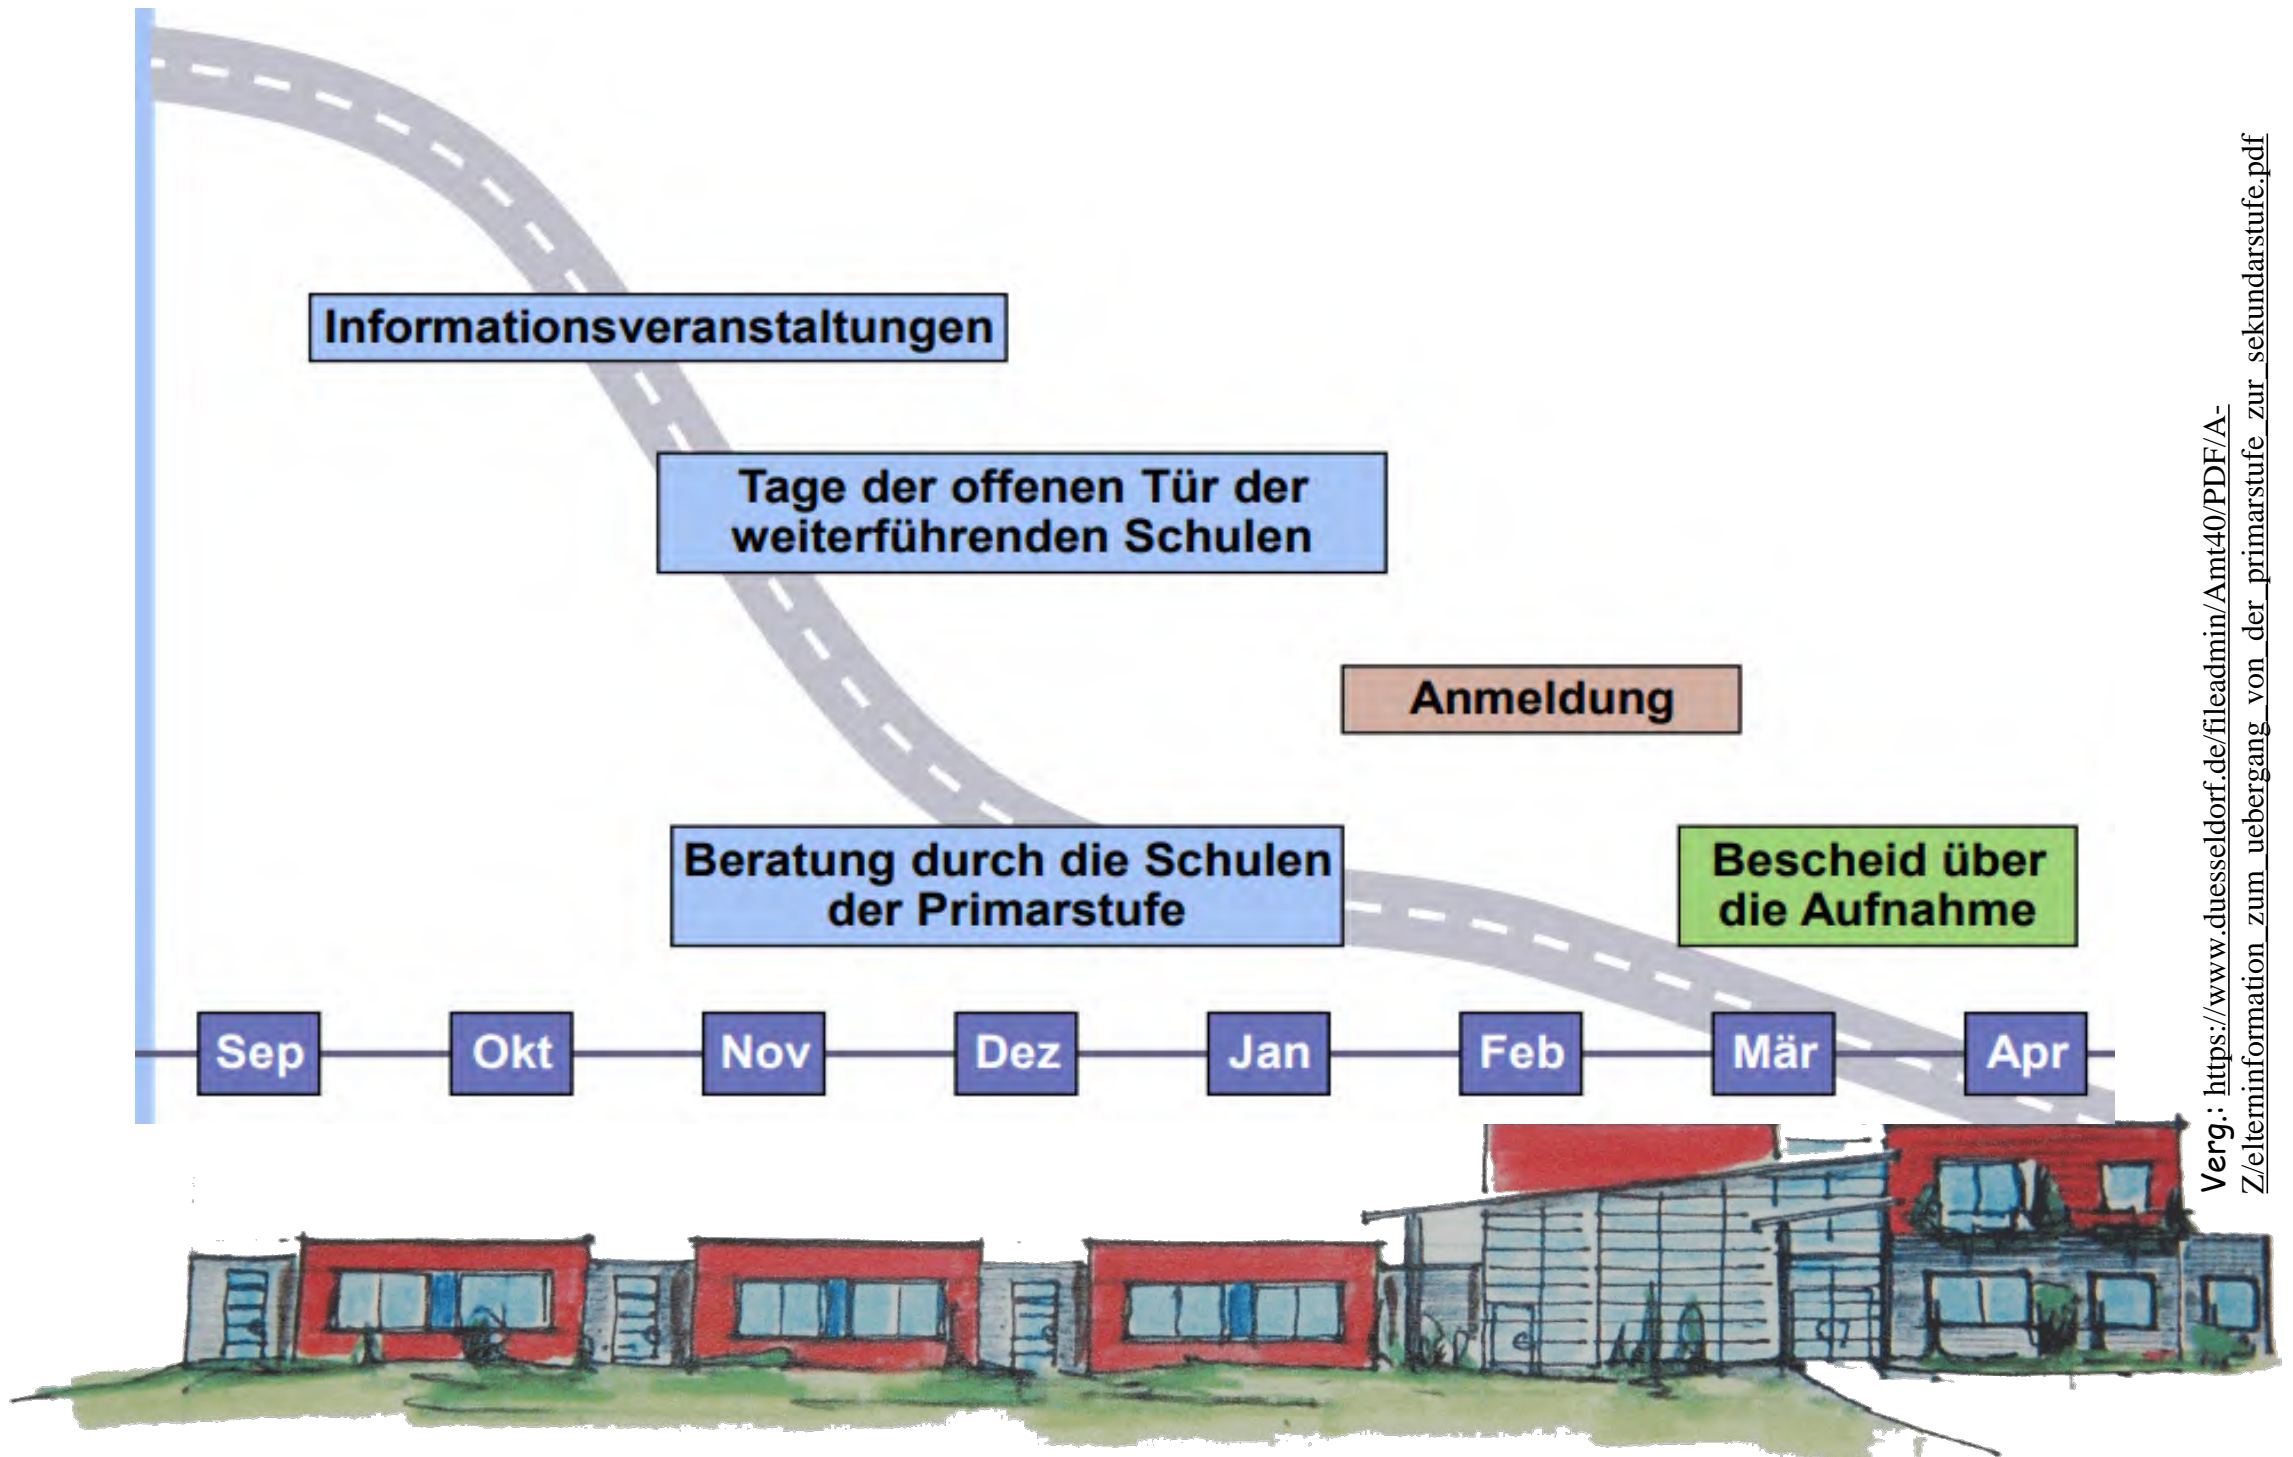 Informationsveranstaltungen
Tage der offenen Tür der
weiterführenden Schulen
Anmeldung
Beratung durch die Schulen
der Primarstufe
Bescheid über
die Aufnahme
Sep Okt Nov Dez Jan Feb Mär Apr
Verg.: https://www.duesseldorf.de/fileadmin/Amt40/PDF/A-
Z/elterninformation_zum_uebergang_von_der_primarstufe_zur_sekundarstufe.pdf